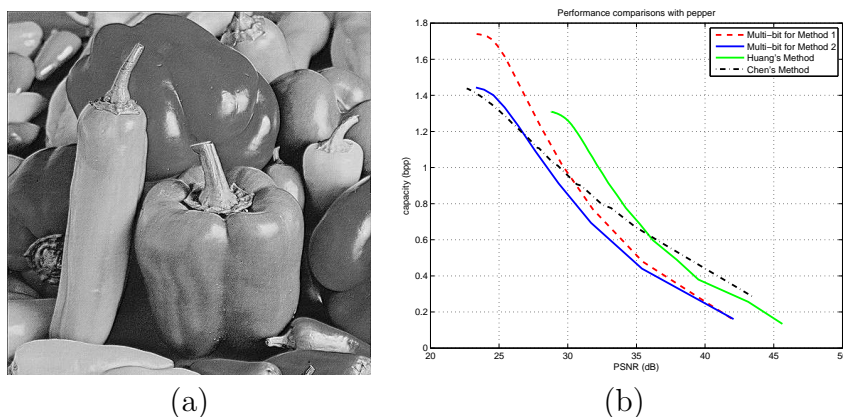 Performance comparisons with pepper
Multi−bit for Method 1
Multi−bit for Method 2
Huang's Method
Chen's Method
capacity (bpp)
1.8
1.6
1.4
1.2
1
0.8
0.6
0.4
0.2
0
20 25 30 35 40 45 50
PSNR (dB)
(a) (b)